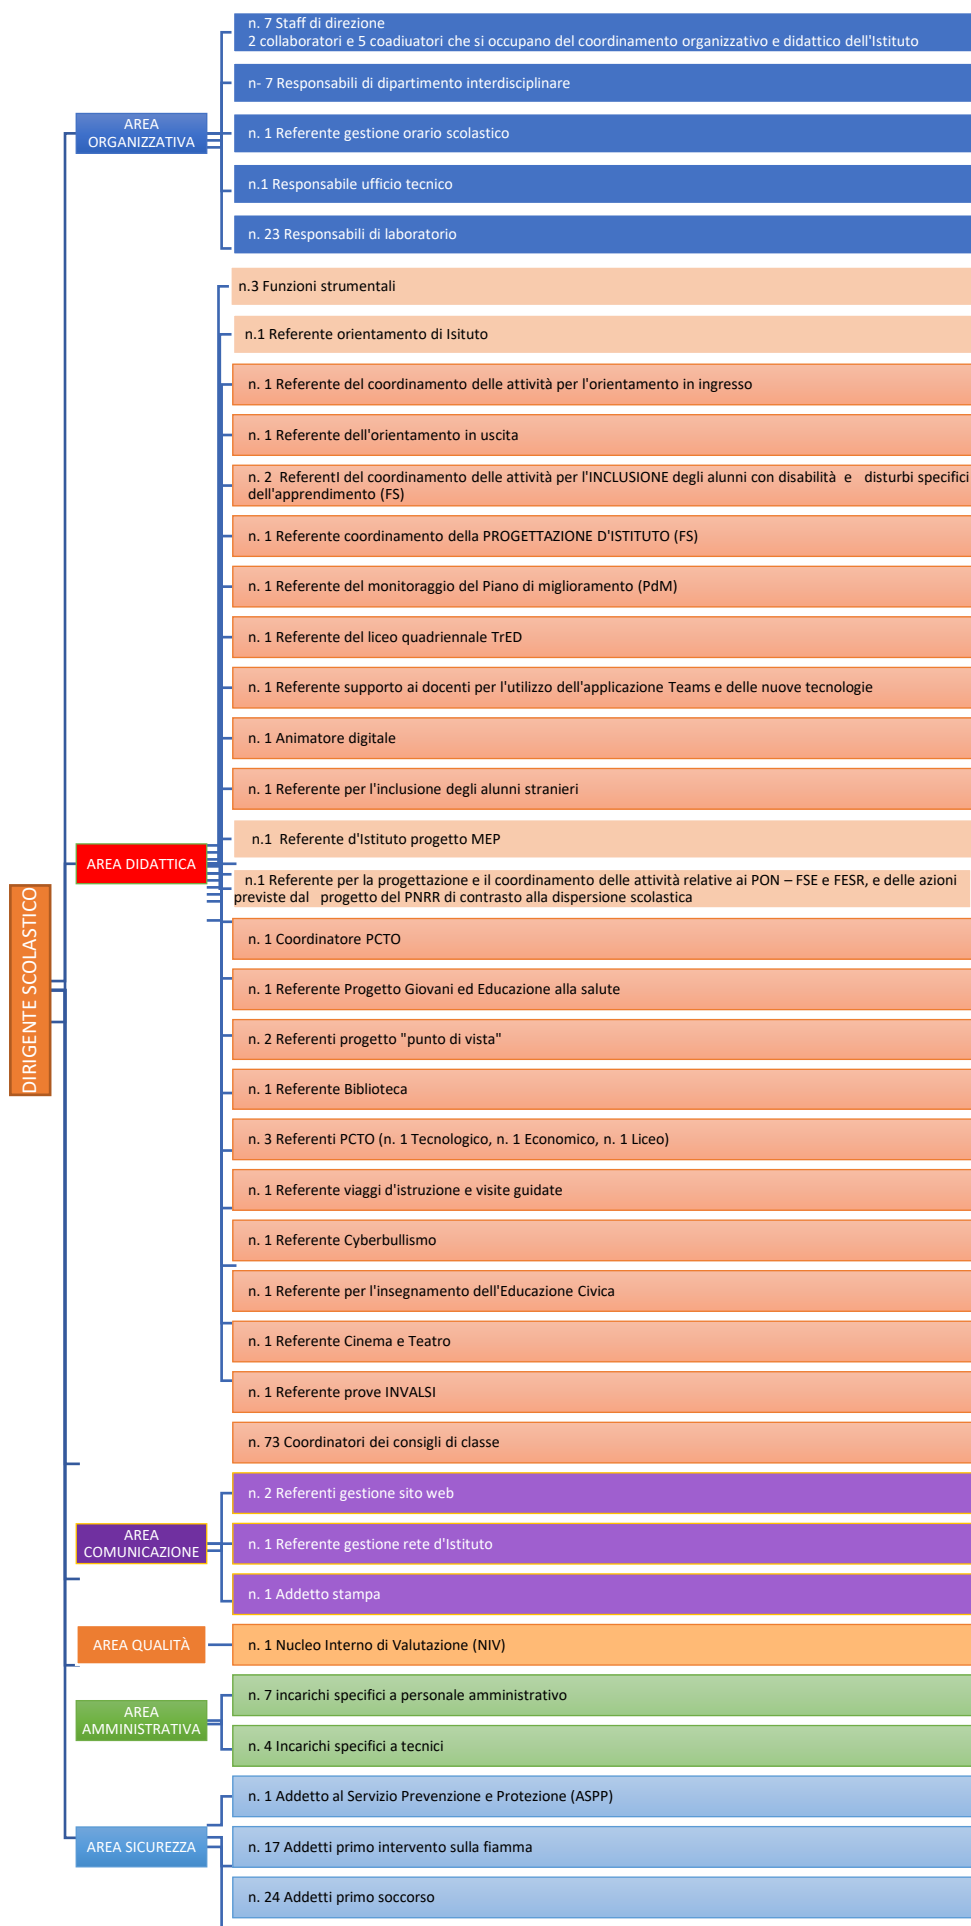 DIRIGENTE SCOLASTICO
AREA
ORGANIZZATIVA
n. 7 Staff di direzione
2 collaboratori e 5 coadiuatori che si occupano del coordinamento organizzativo e didattico dell'Istituto
n- 7 Responsabili di dipartimento interdisciplinare
n. 1 Referente gestione orario scolastico
n.1 Responsabile ufficio tecnico
n. 23 Responsabili di laboratorio
AREA DIDATTICA
n.3 Funzioni strumentali
n.1 Referente orientamento di Isituto
n. 1 Referente del coordinamento delle attività per l'orientamento in ingresso
n. 1 Referente dell'orientamento in uscita
n. 2 ReferentI del coordinamento delle attività per l'INCLUSIONE degli alunni con disabilità e disturbi specifici
dell'apprendimento (FS)
n. 1 Referente coordinamento della PROGETTAZIONE D'ISTITUTO (FS)
n. 1 Referente del monitoraggio del Piano di miglioramento (PdM)
n. 1 Referente del liceo quadriennale TrED
n. 1 Referente supporto ai docenti per l'utilizzo dell'applicazione Teams e delle nuove tecnologie
n. 1 Animatore digitale
n. 1 Referente per l'inclusione degli alunni stranieri
n.1 Referente d'Istituto progetto MEP
n.1 Referente per la progettazione e il coordinamento delle attività relative ai PON – FSE e FESR, e delle azioni
previste dal progetto del PNRR di contrasto alla dispersione scolastica
n. 1 Coordinatore PCTO
n. 1 Referente Progetto Giovani ed Educazione alla salute
n. 2 Referenti progetto "punto di vista"
n. 1 Referente Biblioteca
n. 3 Referenti PCTO (n. 1 Tecnologico, n. 1 Economico, n. 1 Liceo)
n. 1 Referente viaggi d'istruzione e visite guidate
n. 1 Referente Cyberbullismo
n. 1 Referente per l'insegnamento dell'Educazione Civica
n. 1 Referente Cinema e Teatro
n. 1 Referente prove INVALSI
n. 73 Coordinatori dei consigli di classe
AREA
COMUNICAZIONE
n. 2 Referenti gestione sito web
n. 1 Referente gestione rete d'Istituto
n. 1 Addetto stampa
AREA QUALITÀ
n. 1 Nucleo Interno di Valutazione (NIV)
AREA
AMMINISTRATIVA
n. 7 incarichi specifici a personale amministrativo
n. 4 Incarichi specifici a tecnici
AREA SICUREZZA
n. 1 Addetto al Servizio Prevenzione e Protezione (ASPP)
n. 17 Addetti primo intervento sulla fiamma
n. 24 Addetti primo soccorso